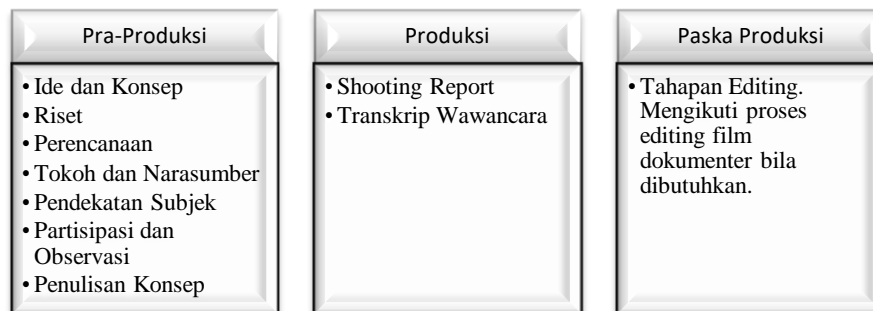 Pra-Produksi
• Ide dan Konsep
• Riset
• Perencanaan
• Tokoh dan Narasumber
• Pendekatan Subjek
• Partisipasi dan
Observasi
• Penulisan Konsep
Produksi
• Shooting Report
• Transkrip Wawancara
Paska Produksi
• Tahapan Editing.
Mengikuti proses
editing film
dokumenter bila
dibutuhkan.